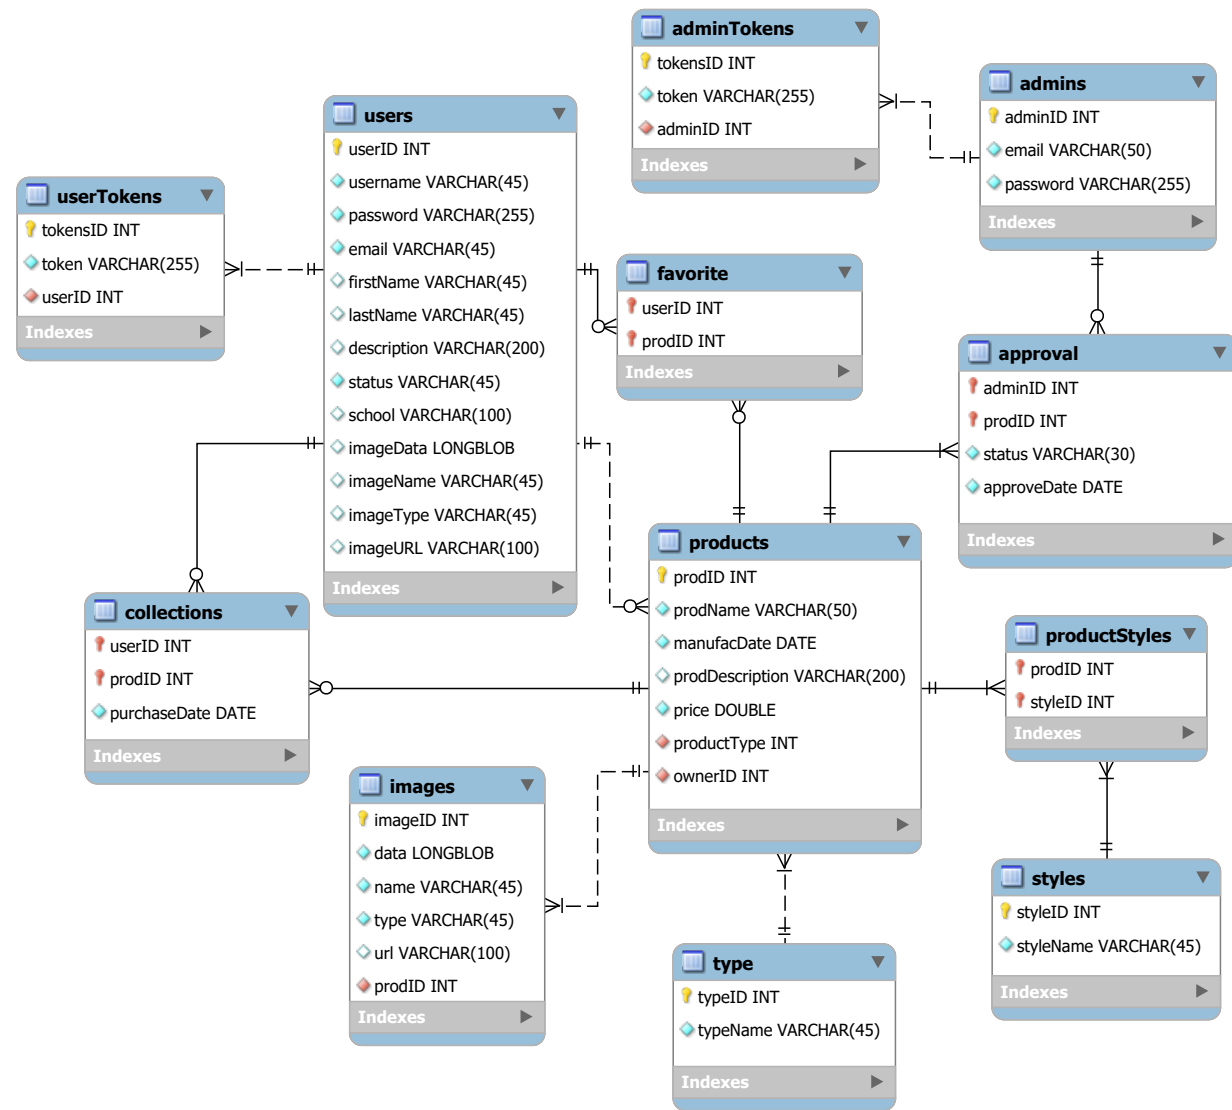 adminTokens
tokensID INT
token VARCHAR(255)
adminID INT
Indexes
admins
adminID INT
email VARCHAR(50)
password VARCHAR(255)
Indexes
users
userID INT
username VARCHAR(45)
password VARCHAR(255)
email VARCHAR(45)
firstName VARCHAR(45)
lastName VARCHAR(45)
description VARCHAR(200)
status VARCHAR(45)
school VARCHAR(100)
imageData LONGBLOB
imageName VARCHAR(45)
imageType VARCHAR(45)
imageURL VARCHAR(100)
Indexes
userTokens
tokensID INT
token VARCHAR(255)
userID INT
Indexes
favorite
userID INT
prodID INT
Indexes
approval
adminID INT
prodID INT
status VARCHAR(30)
approveDate DATE
Indexes
products
prodID INT
prodName VARCHAR(50)
manufacDate DATE
prodDescription VARCHAR(200)
price DOUBLE
productType INT
ownerID INT
Indexes
collections
userID INT
prodID INT
purchaseDate DATE
Indexes
productStyles
prodID INT
styleID INT
Indexes
images
imageID INT
data LONGBLOB
name VARCHAR(45)
type VARCHAR(45)
url VARCHAR(100)
prodID INT
Indexes
styles
styleID INT
styleName VARCHAR(45)
Indexes
type
typeID INT
typeName VARCHAR(45)
Indexes